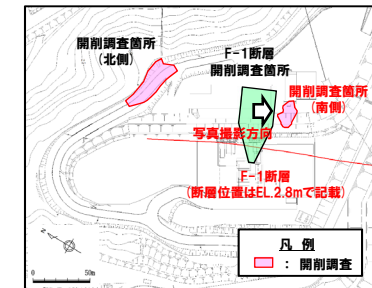 開削調査箇所
(北側)
F-1断層
開削調査箇所
開削調査箇所
(南側)
写真撮影方向
F-1断層
(断層位置はEL.2.8mで記載)
N
0 50m
凡 例
: 開削調査